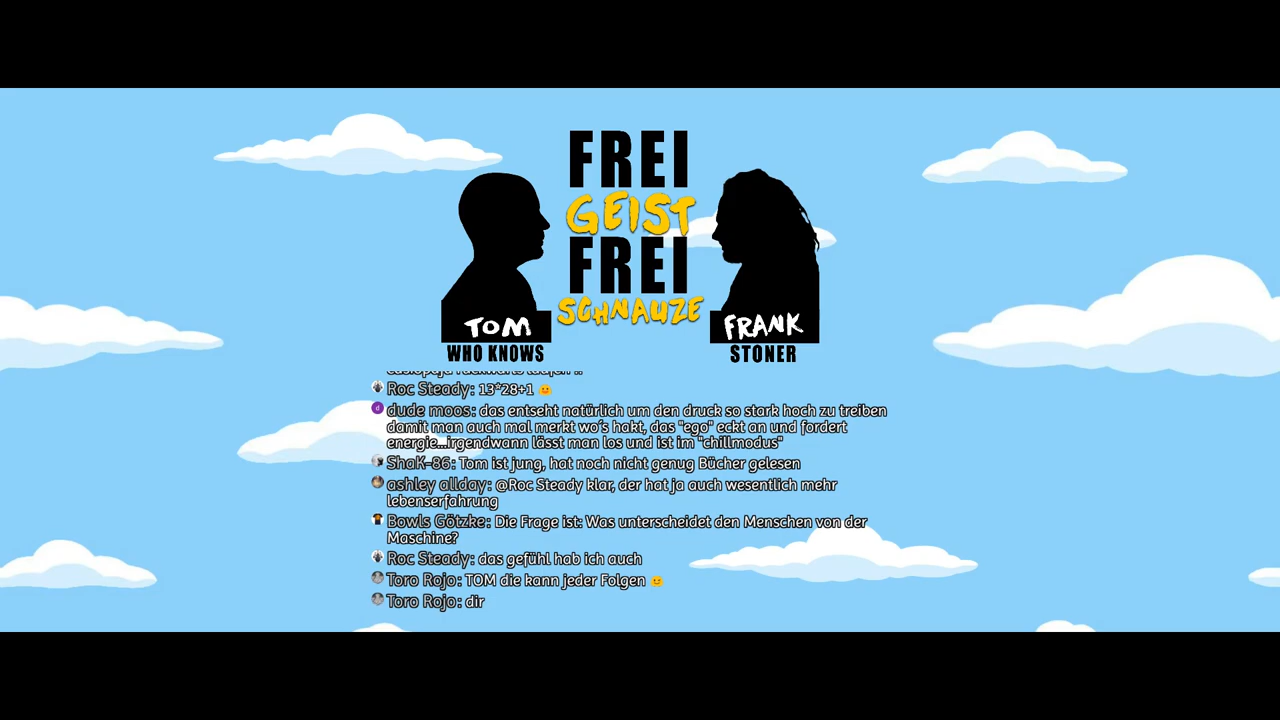 FREI
GEIST
FREI
SCHNAUZE
TOM
WHO KNOWS
FRANK
STONER
rückwärts laufen !!
Roc Steady: 13*28+1 🙂
dude moos: das entseht natürlich um den druck so stark hoch zu treiben
damit man auch mal merkt wo´s hakt, das "ego" eckt an und fordert
energie...irgendwann lässt man los und ist im "chillmodus"
ShaK-86: Tom ist jung, hat noch nicht genug Bücher gelesen
ashley allday: @Roc Steady klar, der hat ja auch wesentlich mehr
lebenserfahrung
Bowls Götzke: Die Frage ist: Was unterscheidet den Menschen von der
Maschine?
Roc Steady: das gefühl hab ich auch
Toro Rojo: TOM die kann jeder Folgen 🙂
Toro Rojo: dir